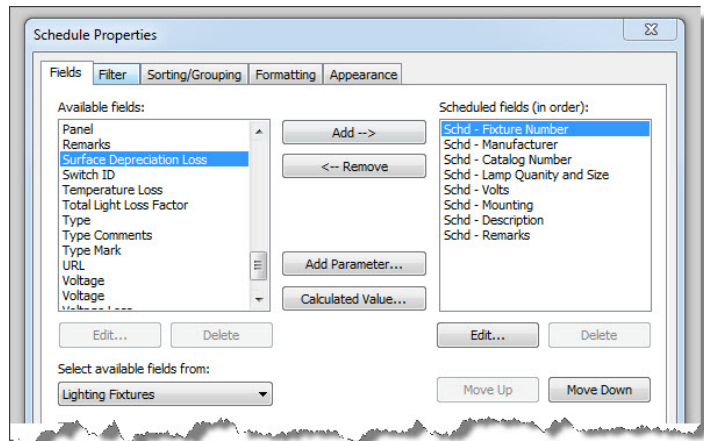 Schedule Properties
Fields Filter Sorting/Grouping Formatting Appearance
Available fields:
Panel
Remarks
Surface Depreciation Loss
Switch ID
Temperature Loss
Total Light Loss Factor
Type
Type Comments
Type Mark
URL
Voltage
Voltage
Voltage Loss
Edit...
Delete
Select available fields from:
Lighting Fixtures
Add -->
<-- Remove
Add Parameter...
Calculated Value...
Scheduled fields (in order):
Schd - Fixture Number
Schd - Manufacturer
Schd - Catalog Number
Schd - Lamp Quanity and Size
Schd - Volts
Schd - Mounting
Schd - Description
Schd - Remarks
Edit...
Delete
Move Up
Move Down